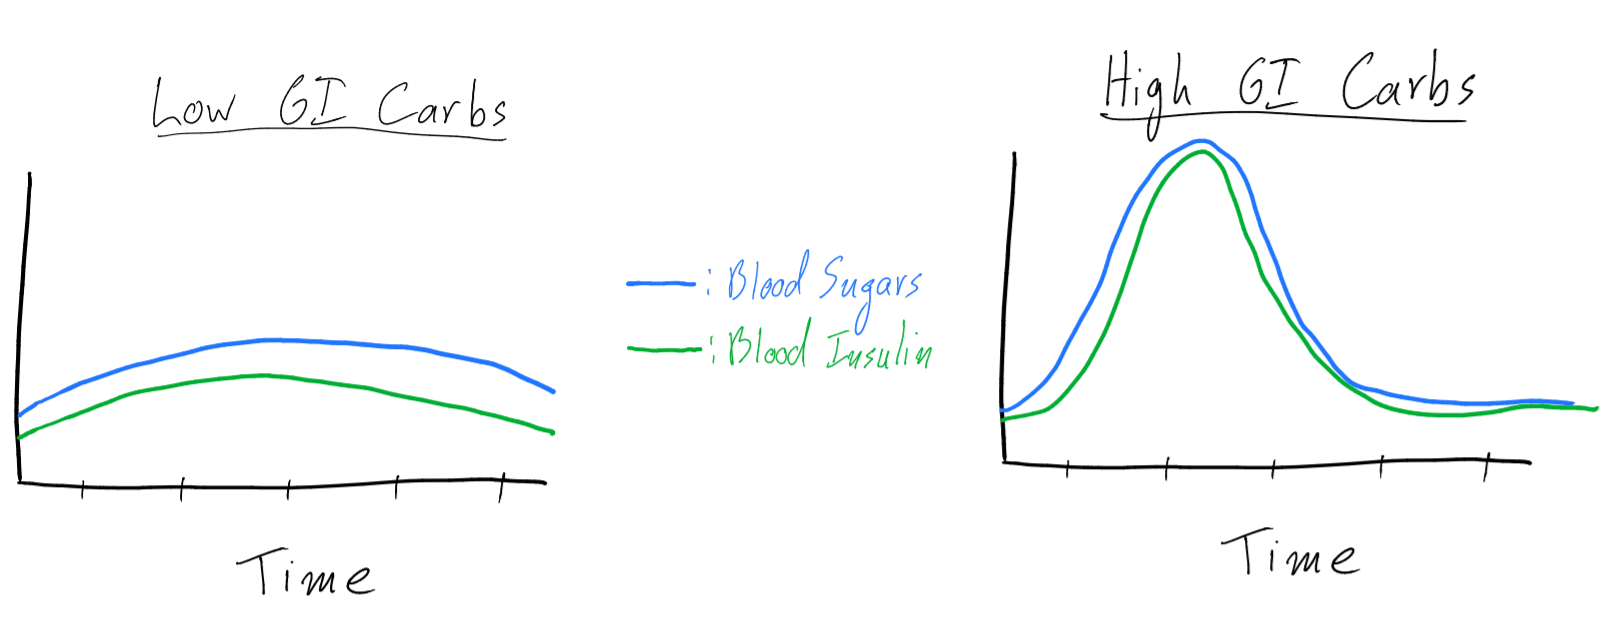 Low GI Carbs
High GI Carbs
: Blood Sugars
: Blood Insulin
Time
Time